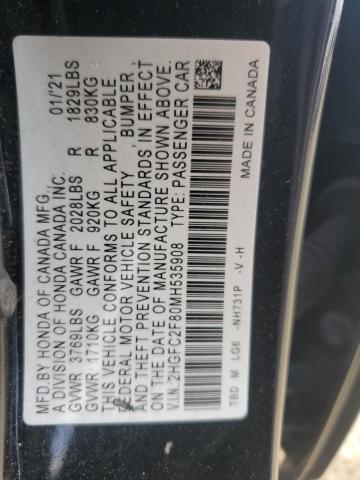 MFD.BY HONDA OF CANADA MFG.,
A DIVISION OF HONDA CANADA INC. 01/'21
GVWR 3769LBS GAWR F 2028LBS R 1829LBS
GVWR 1710KG GAWR F 920KG R 830KG
THIS VEHICLE CONFORMS TO ALL APPLICABLE
FEDERAL MOTOR VEHICLE SAFETY , BUMPER ,
AND THEFT PREVENTION STANDARDS IN EFFECT
ON THE DATE OF MANUFACTURE SHOWN ABOVE.
V.I.N:2HGFC2F80MH535908 TYPE:PASSENGER CAR
TBD M LG6 -NH731P -V -H
MADE IN CANADA